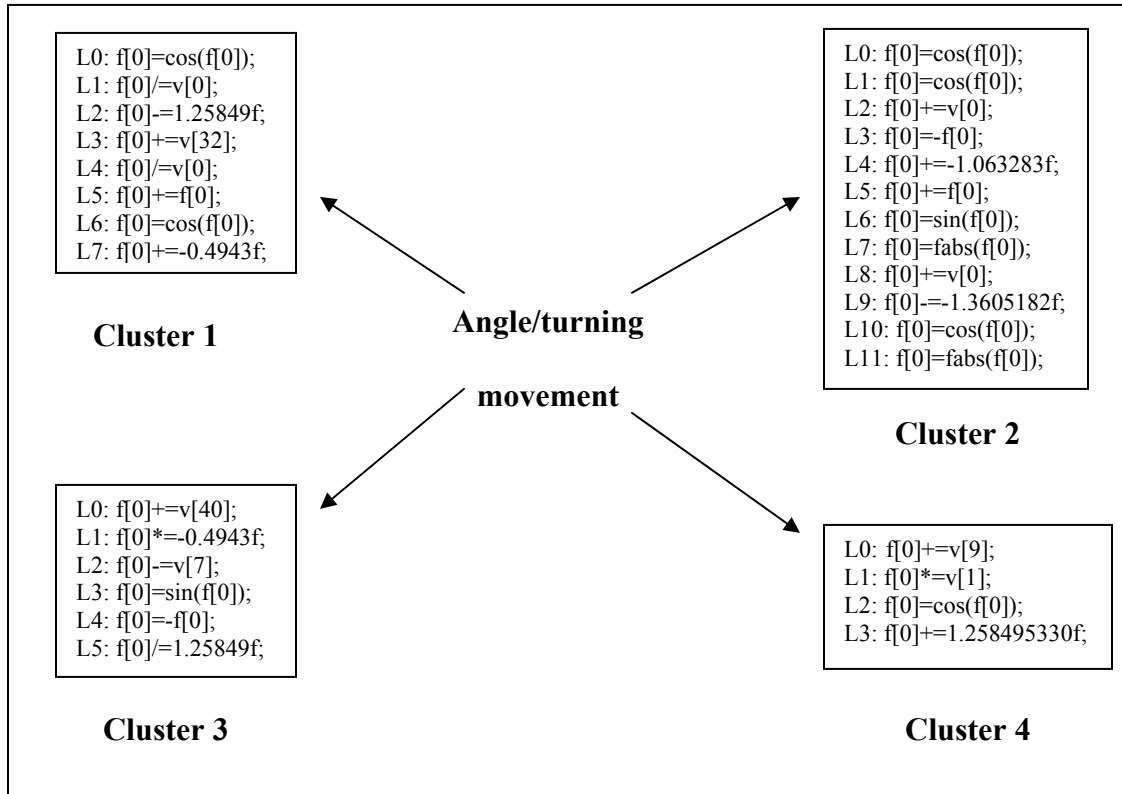 L0: f[0]=cos(f[0]);
L1: f[0]/=v[0];
L2: f[0]-=1.25849f;
L3: f[0]+=v[32];
L4: f[0]/=v[0];
L5: f[0]+=f[0];
L6: f[0]=cos(f[0]);
L7: f[0]+=-0.4943f;
Cluster 1
L0: f[0]=cos(f[0]);
L1: f[0]=cos(f[0]);
L2: f[0]+=v[0];
L3: f[0]=-f[0];
L4: f[0]+=-1.063283f;
L5: f[0]+=f[0];
L6: f[0]=sin(f[0]);
L7: f[0]=fabs(f[0]);
L8: f[0]+=v[0];
L9: f[0]-=-1.3605182f;
L10: f[0]=cos(f[0]);
L11: f[0]=fabs(f[0]);
Cluster 2
Angle/turning
movement
L0: f[0]+=v[40];
L1: f[0]*=-0.4943f;
L2: f[0]-=v[7];
L3: f[0]=sin(f[0]);
L4: f[0]=-f[0];
L5: f[0]/=1.25849f;
Cluster 3
L0: f[0]+=v[9];
L1: f[0]*=v[1];
L2: f[0]=cos(f[0]);
L3: f[0]+=1.258495330f;
Cluster 4